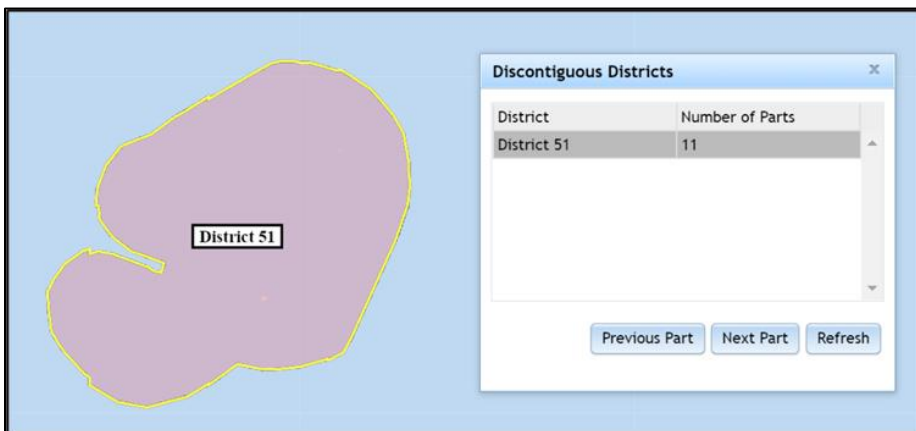 District 51
Discontiguous Districts
District Number of Parts
District 51 11
Previous Part Next Part Refresh